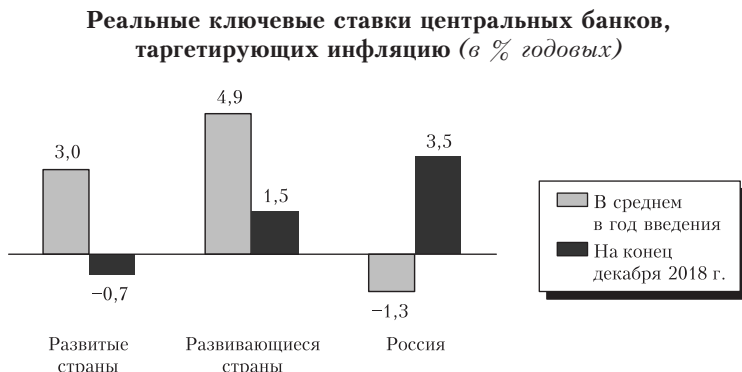 Реальные ключевые ставки центральных банков,
таргетирующих инфляцию (в % годовых)
4,9
3,0
3,5
1,5
В среднем
в год введения
На конец
декабря 2018 г.
−0,7
−1,3
Развитые
страны
Развивающиеся
страны
Россия